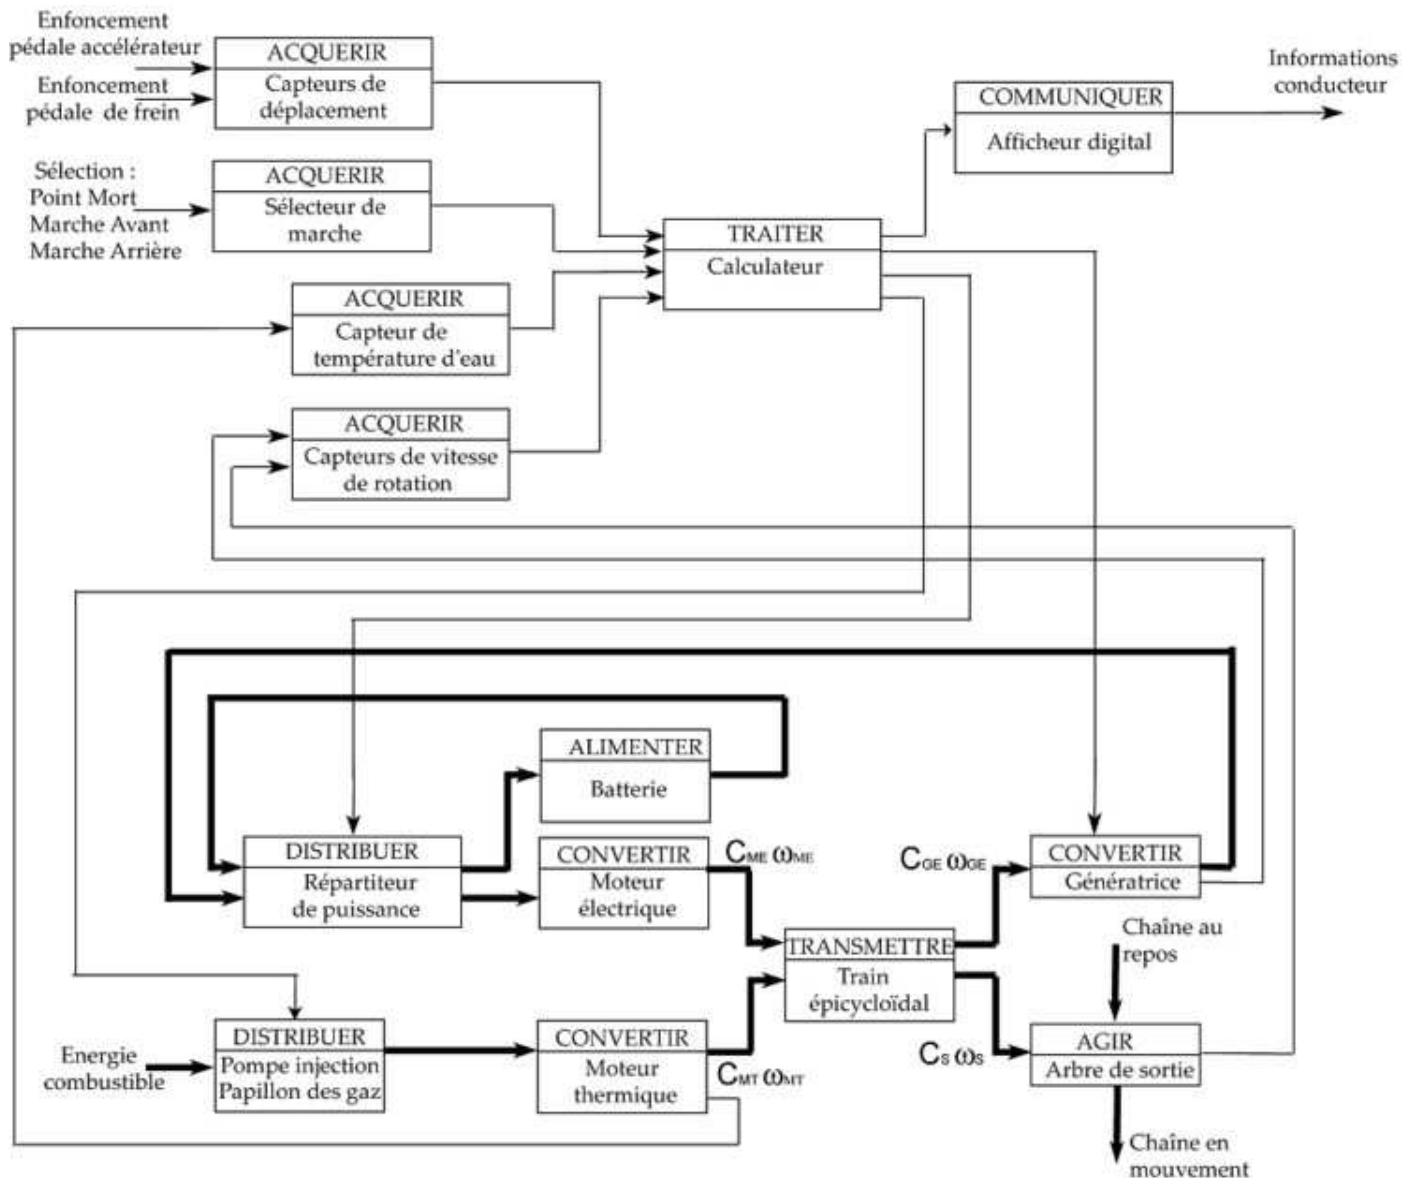 Enfoncement
pédale accélérateur
Enfoncement
pédale de frein
ACQUERIR
Capteurs de
déplacement
Sélection :
Point Mort
Marche Avant
Marche Arrière
ACQUERIR
Sélecteur de
marche
ACQUERIR
Capteur de
température d'eau
ACQUERIR
Capteurs de vitesse
de rotation
TRAITER
Calculateur
COMMUNIQUER
Afficheur digital
Informations
conducteur
ALIMENTER
Batterie
DISTRIBUER
Répartiteur
de puissance
CONVERTIR
Moteur
électrique
CME ωME
CGE ωGE
CONVERTIR
Génératrice
TRANSMETTRE
Train
épicycloïdal
Chaîne au
repos
Energie
combustible
DISTRIBUER
Pompe injection
Papillon des gaz
CONVERTIR
Moteur
thermique
CMT ωMT
CS ωS
AGIR
Arbre de sortie
Chaîne en
mouvement